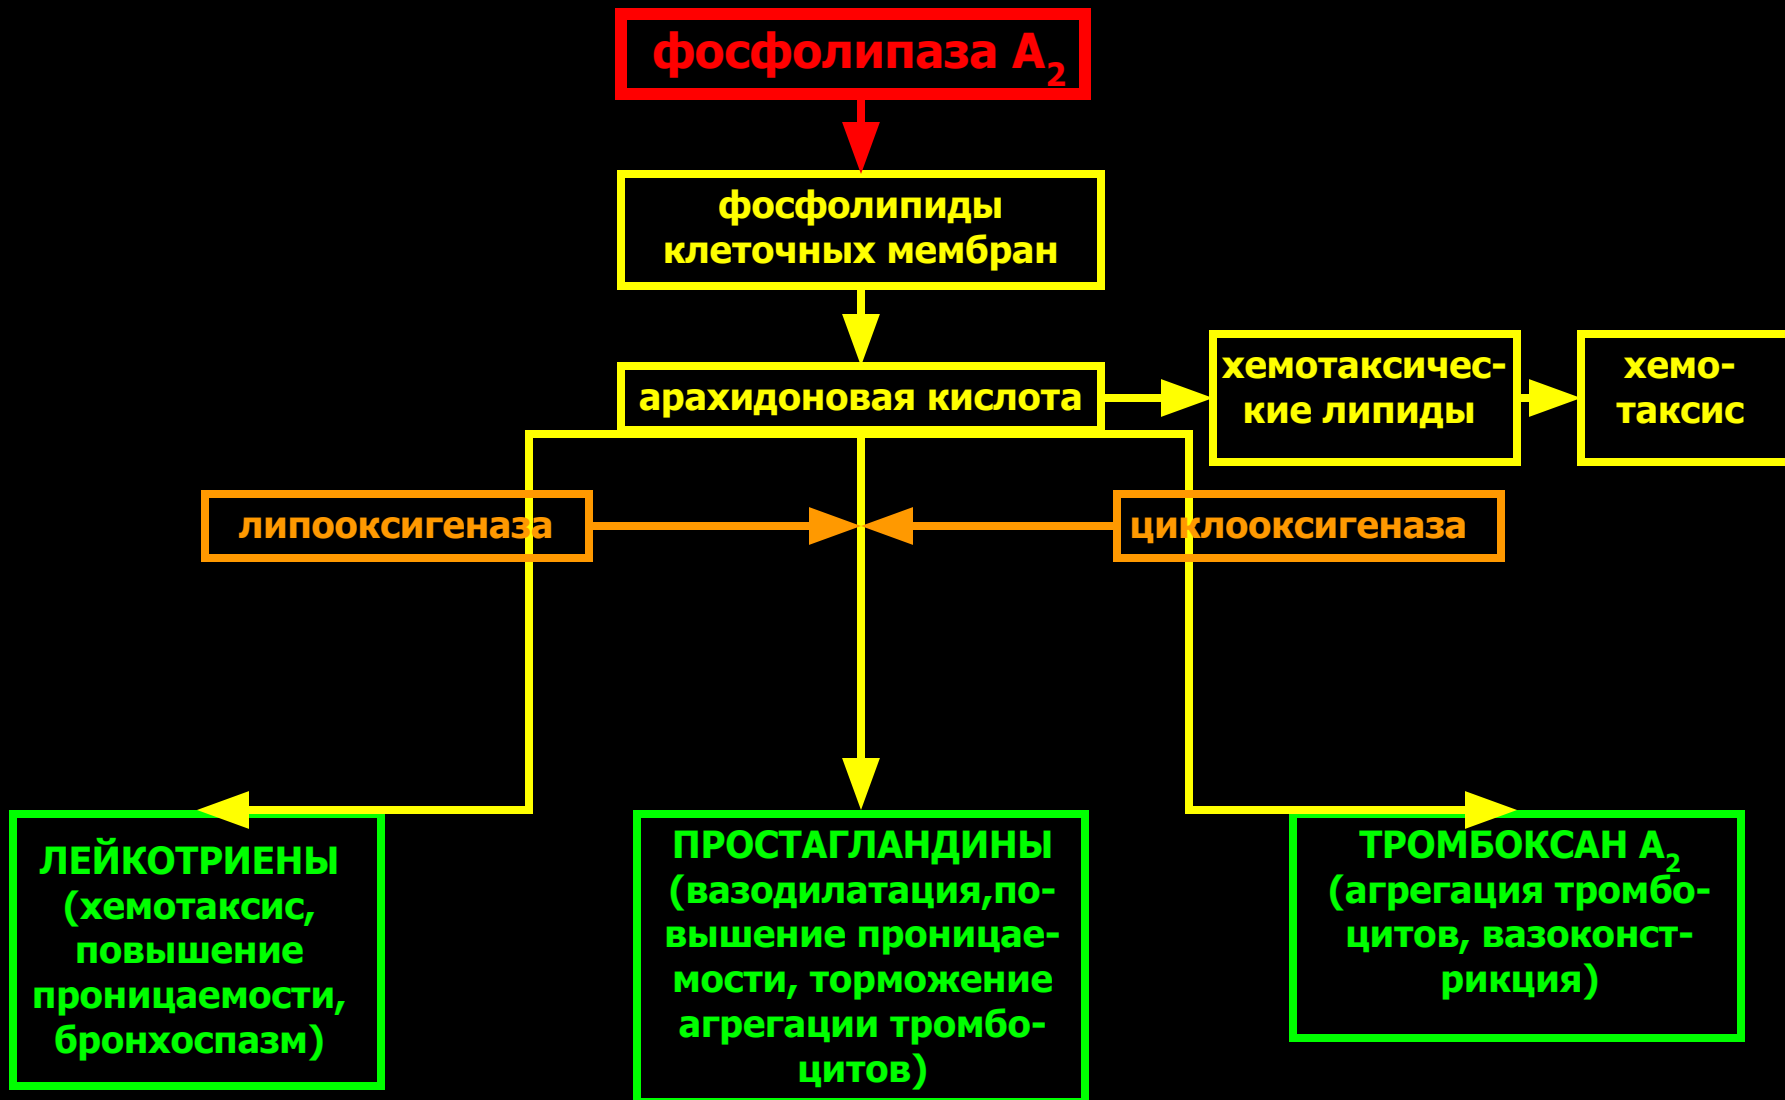 фосфолипаза А2
фосфолипиды
клеточных мембран
арахидоновая кислота
хемотаксичес-
кие липиды
хемо-
таксис
липооксигеназа
циклооксигеназа
ЛЕЙКОТРИЕНЫ
(хемотаксис,
повышение
проницаемости,
бронхоспазм)
ПРОСТАГЛАНДИНЫ
(вазодилатация,по-
вышение проницае-
мости, торможение
агрегации тромбо-
цитов)
ТРОМБОКСАН А2
(агрегация тромбо-
цитов, вазоконст-
рикция)